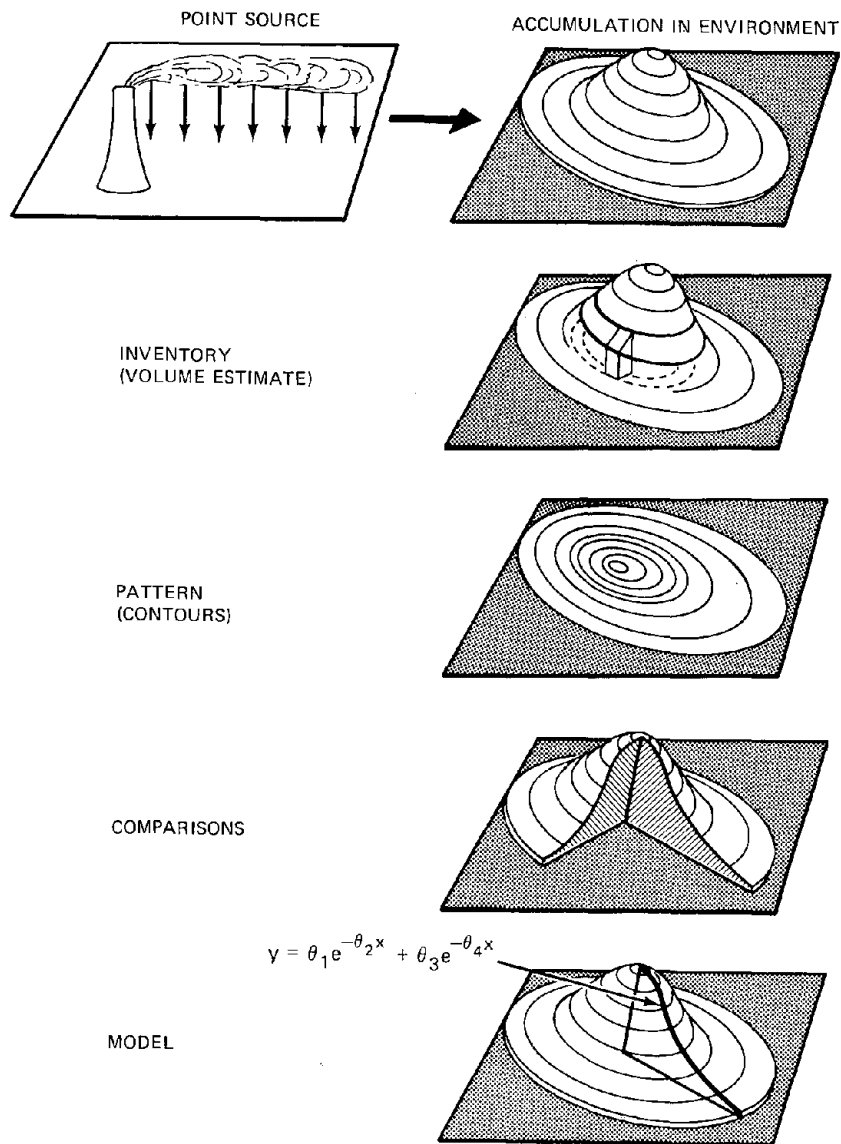 POINT SOURCE
ACCUMULATION IN ENVIRONMENT
INVENTORY
(VOLUME ESTIMATE)
PATTERN
(CONTOURS)
COMPARISONS
y = θ₁e^{-θ₂x} + θ₃e^{-θ₄x}
MODEL